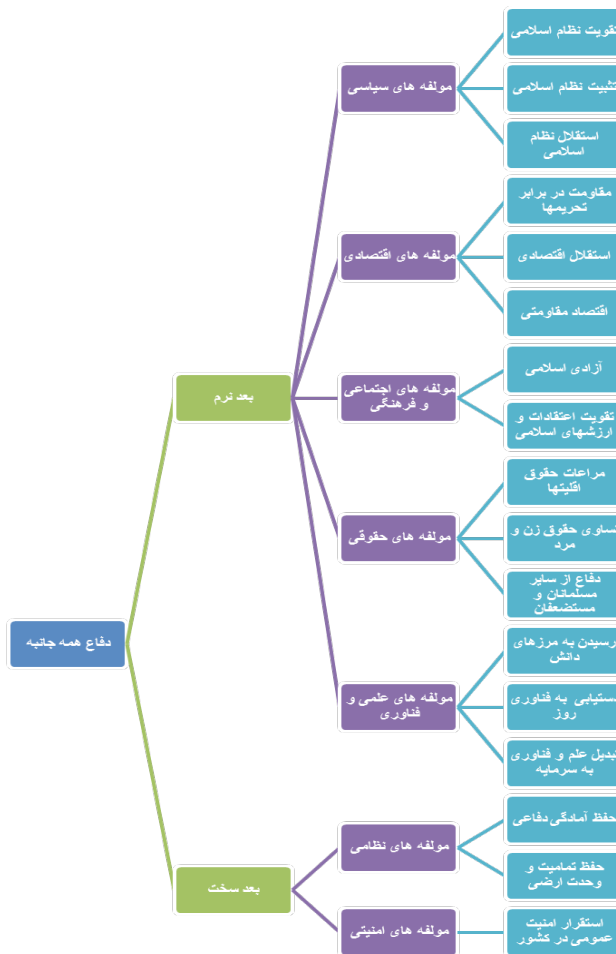 تقویت نظام اسلامی
تثبیت نظام اسلامی
استقلال نظام
اسلامی
مولفه های سیاسی
مقاومت در برابر
تحریمها
استقلال اقتصادی
اقتصاد مقاومتی
مولفه های اقتصادی
آزادی اسلامی
تقویت اعتقادات و
ارزشهای اسلامی
مولفه های اجتماعی
و فرهنگی
مراعات حقوق
اقلیتها
تساوی حقوق زن و
مرد
دفاع از سایر
مسلمانان و
مستضعفان
مولفه های حقوقی
رسیدن به مرزهای
دانش
دستیابی به فناوری
روز
تبدیل علم و فناوری
به سرمایه
مولفه های علمی و
فناوری
بعد نرم
حفظ آمادگی دفاعی
حفظ تمامیت و
وحدت ارضی
مولفه های نظامی
استقرار امنیت
عمومی در کشور
مولفه های امنیتی
بعد سخت
دفاع همه جانبه